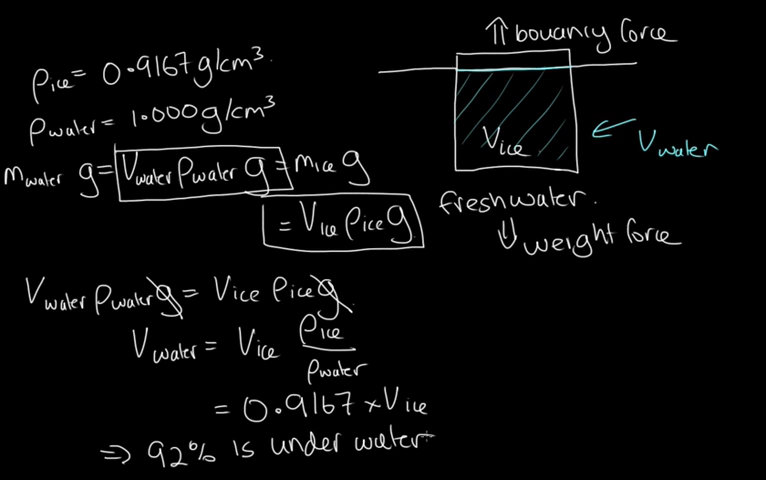 ρice = 0.9167 g/cm³
ρwater = 1.000 g/cm³
mwater g = Vwater ρwater g = mice g
= Vice ρice g
Vwater ρwater g = Vice ρice g
Vwater = Vice ρice/ρwater
= 0.9167 × Vice
⇒ 92% is under water
⇑ bouancy force
Vice
← Vwater
freshwater.
⇓ weight force